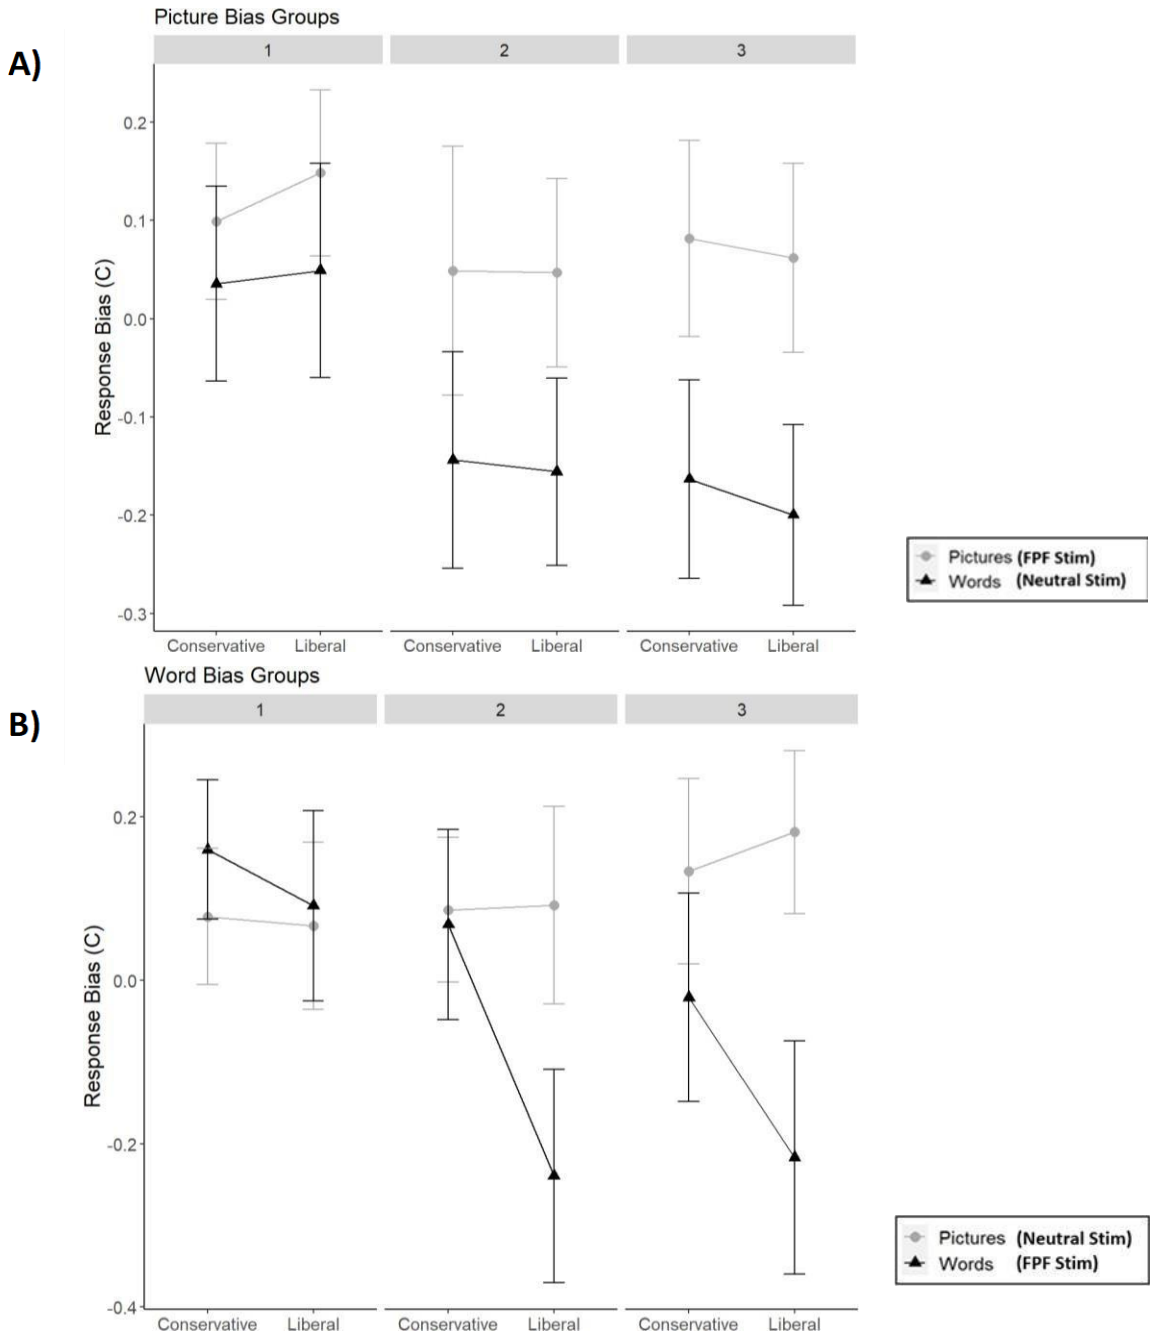 Picture Bias Groups
A)
1 2 3
0.2
0.1
0.0
-0.1
-0.2
-0.3
Response Bias (C)
Conservative Liberal Conservative Liberal Conservative Liberal
Pictures (FPF Stim)
Words (Neutral Stim)
Word Bias Groups
B)
1 2 3
0.2
0.0
-0.2
-0.4
Response Bias (C)
Conservative Liberal Conservative Liberal Conservative Liberal
Pictures (Neutral Stim)
Words (FPF Stim)